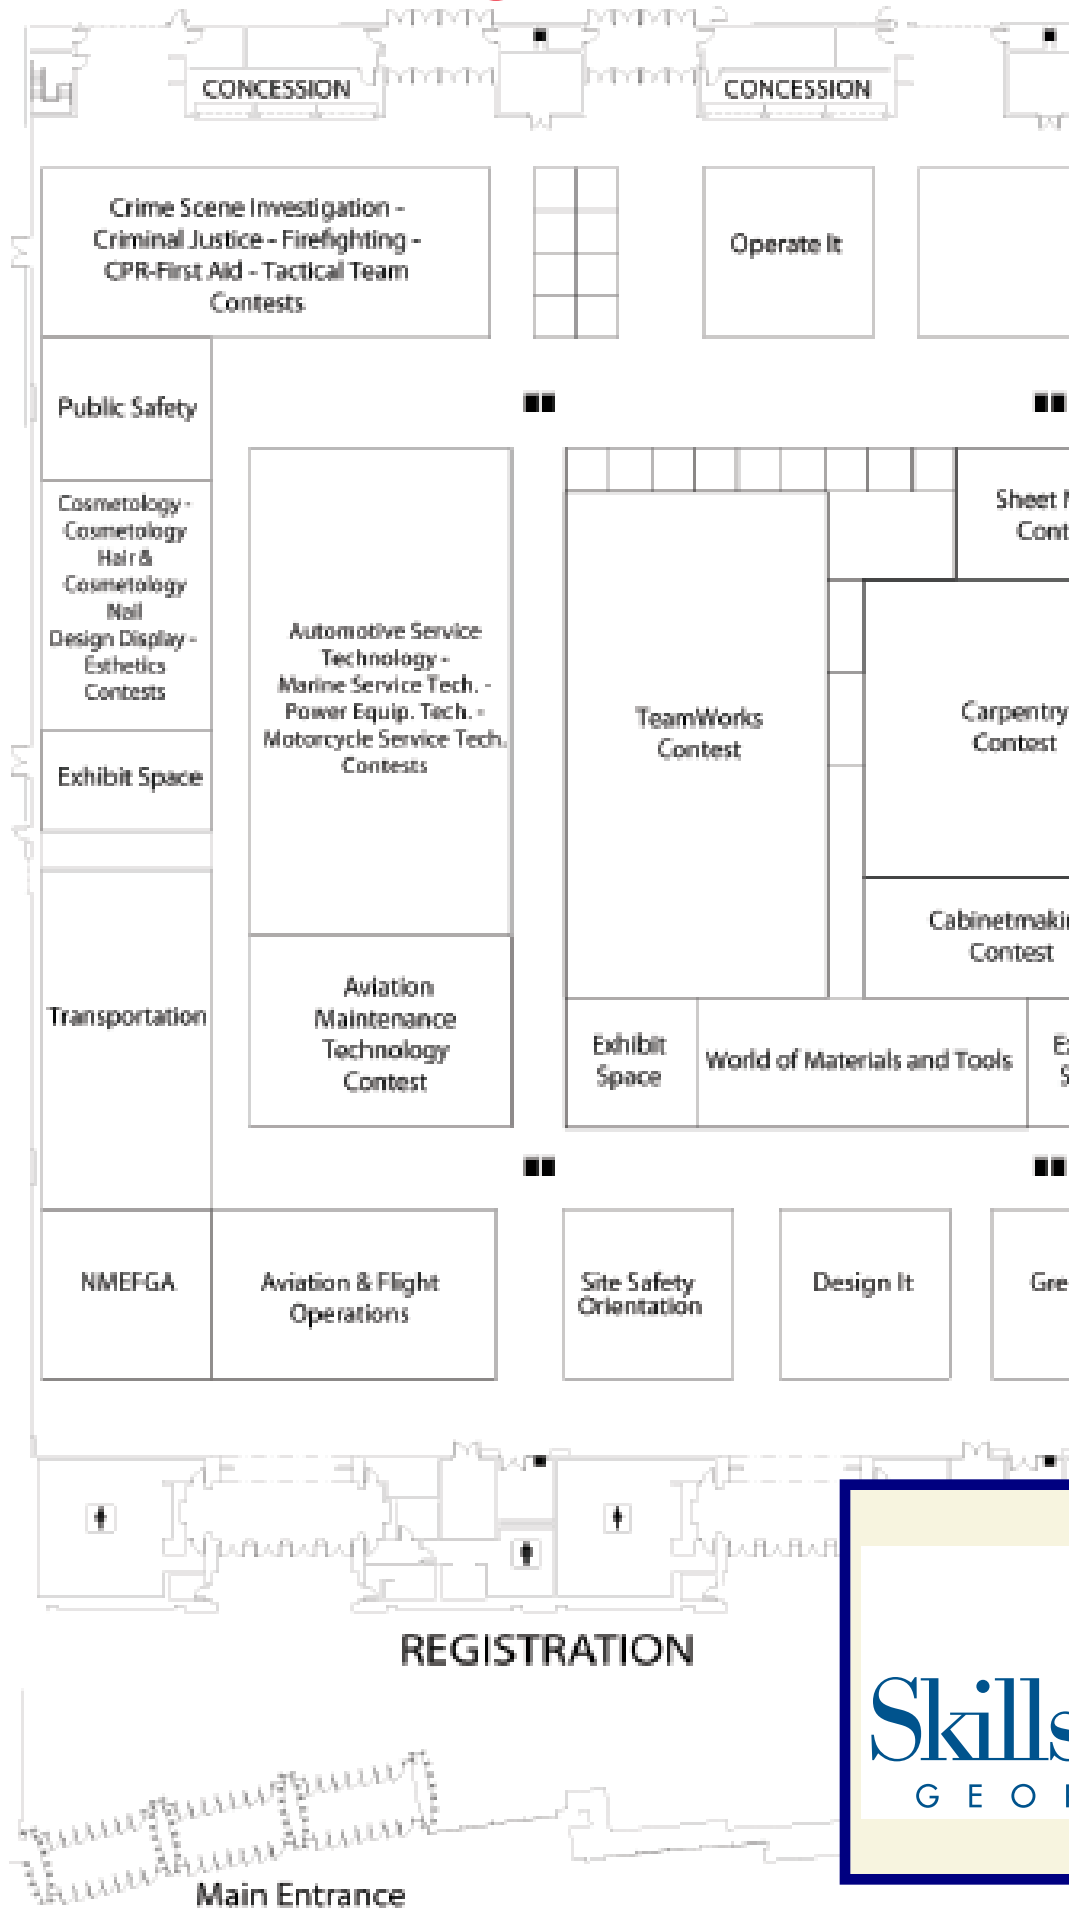 CONCESSION
CONCESSION
Crime Scene Investigation -
Criminal Justice - Firefighting -
CPR-First Aid - Tactical Team
Contests
Operate It
Public Safety
Cosmetology -
Cosmetology
Hair &
Cosmetology
Nail
Design Display -
Esthetics
Contests
Exhibit Space
Automotive Service
Technology -
Marine Service Tech. -
Power Equip. Tech. -
Motorcycle Service Tech.
Contests
TeamWorks
Contest
Sheet
Carpentry
Contest
Contest
Transportation
Aviation
Maintenance
Technology
Contest
Exhibit
Space
World of Materials and Tools
NMEFGA
Aviation & Flight
Operations
Site Safety
Orientation
Design It
REGISTRATION
Skills
Main Entrance